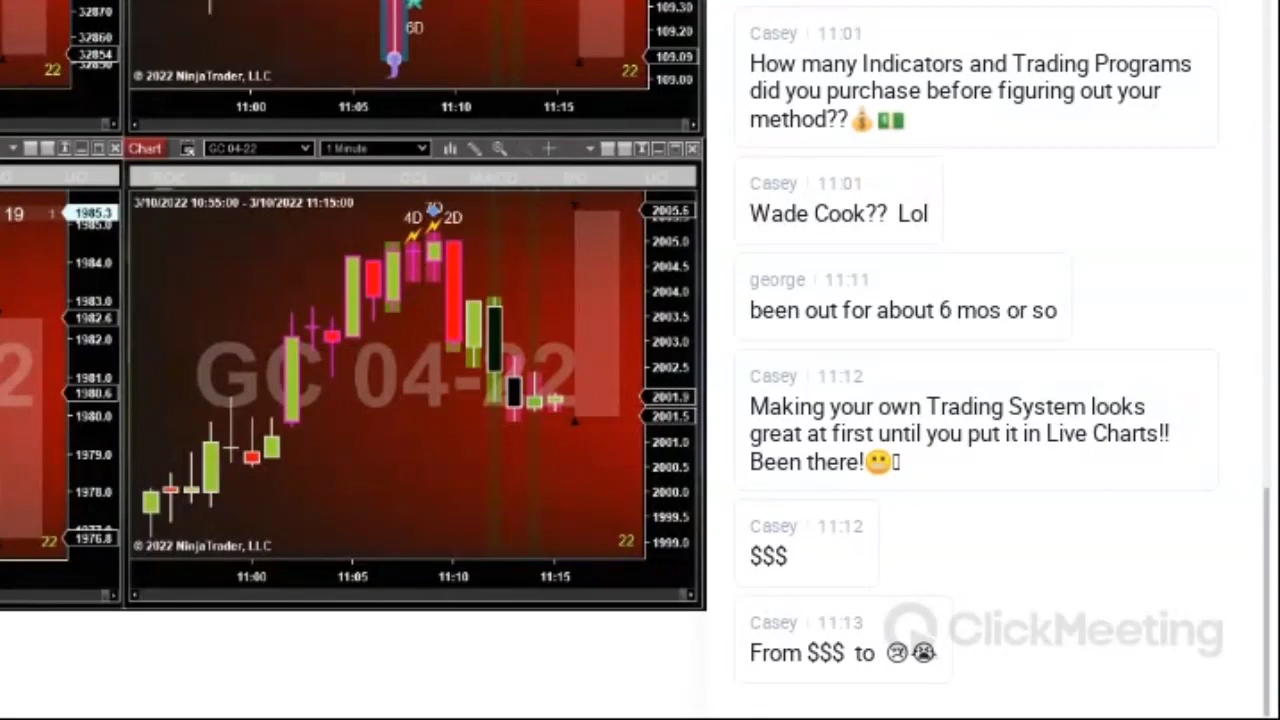 32870
32860
32854
32850
22
109.30
109.20
109.09
109.00
6D
© 2022 NinjaTrader, LLC
22
11:00 11:05 11:10 11:15
Chart GC 04-22 1 Minute
19 1 1985.3
1985.0
1984.0
1983.0
1982.6
1982.0
1981.0
1980.6
1980.0
1979.0
1978.0
1976.8
22
3/10/2022 10:55:00 - 3/10/2022 11:15:00
4D 2D
GC 04-22
2005.6
2005.0
2004.5
2004.0
2003.5
2003.0
2002.5
2001.9
2001.5
2001.0
2000.5
2000.0
1999.5
1999.0
© 2022 NinjaTrader, LLC
22
11:00 11:05 11:10 11:15
Casey 11:01
How many Indicators and Trading Programs
did you purchase before figuring out your
method??💰💵
Casey 11:01
Wade Cook?? Lol
george 11:11
been out for about 6 mos or so
Casey 11:12
Making your own Trading System looks
great at first until you put it in Live Charts!!
Been there!😬
Casey 11:12
$$$
Casey 11:13
From $$$ to 😢😭
ClickMeeting